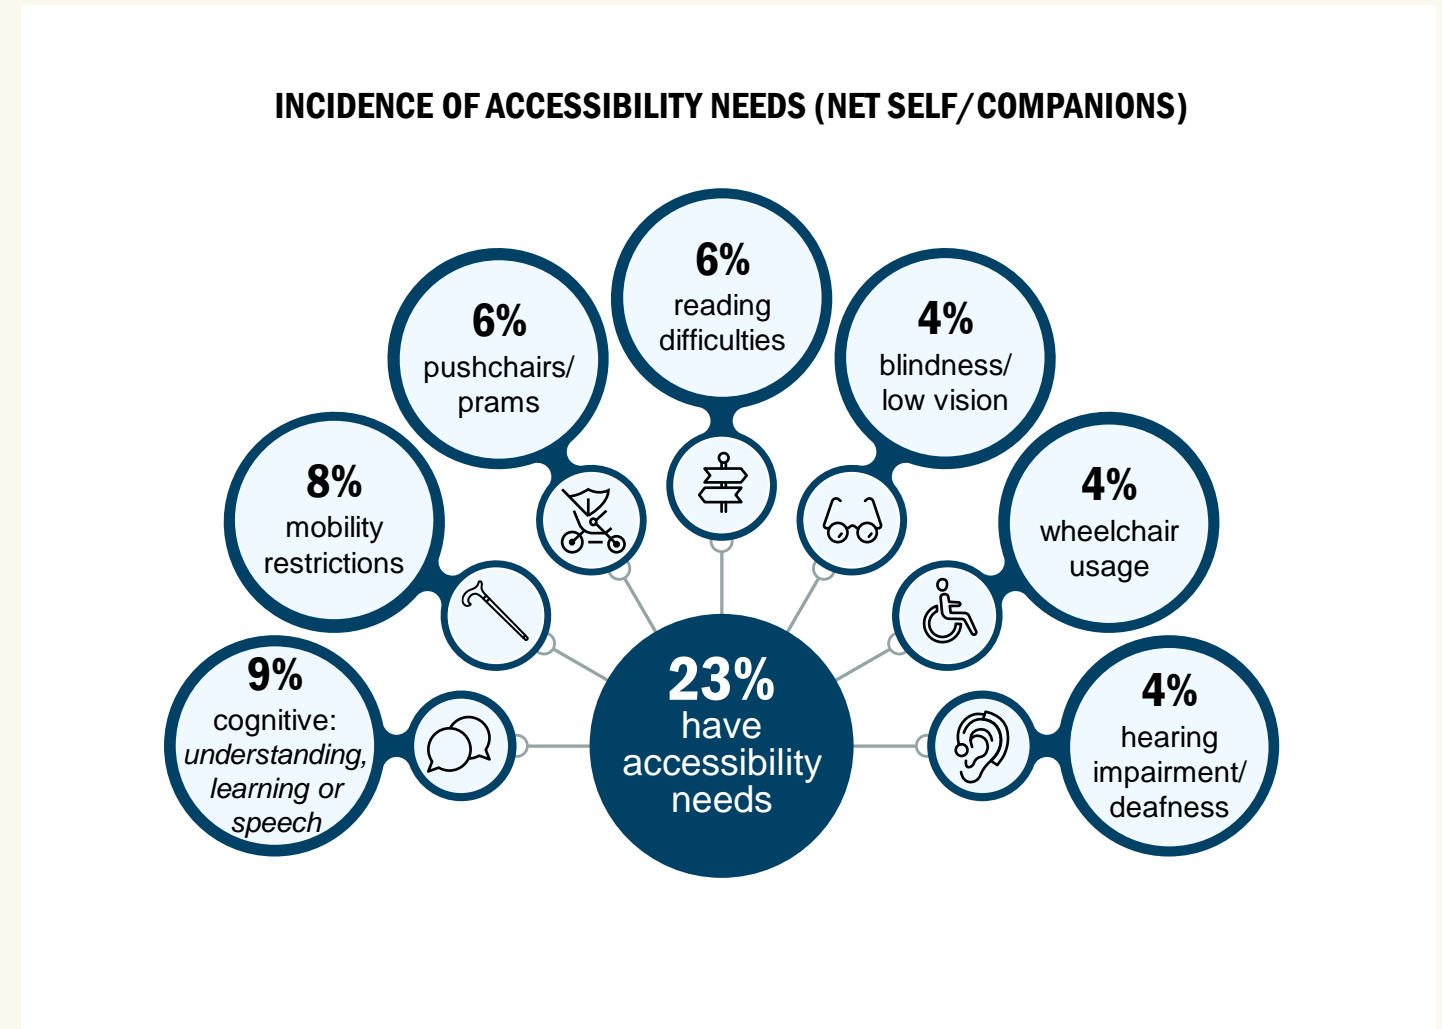 INCIDENCE OF ACCESSIBILITY NEEDS (NET SELF/COMPANIONS)
9%
cognitive:
understanding,
learning or
speech
8%
mobility
restrictions
6%
pushchairs/
prams
6%
reading
difficulties
4%
blindness/
low vision
4%
wheelchair
usage
4%
hearing
impairment/
deafness
23%
have
accessibility
needs